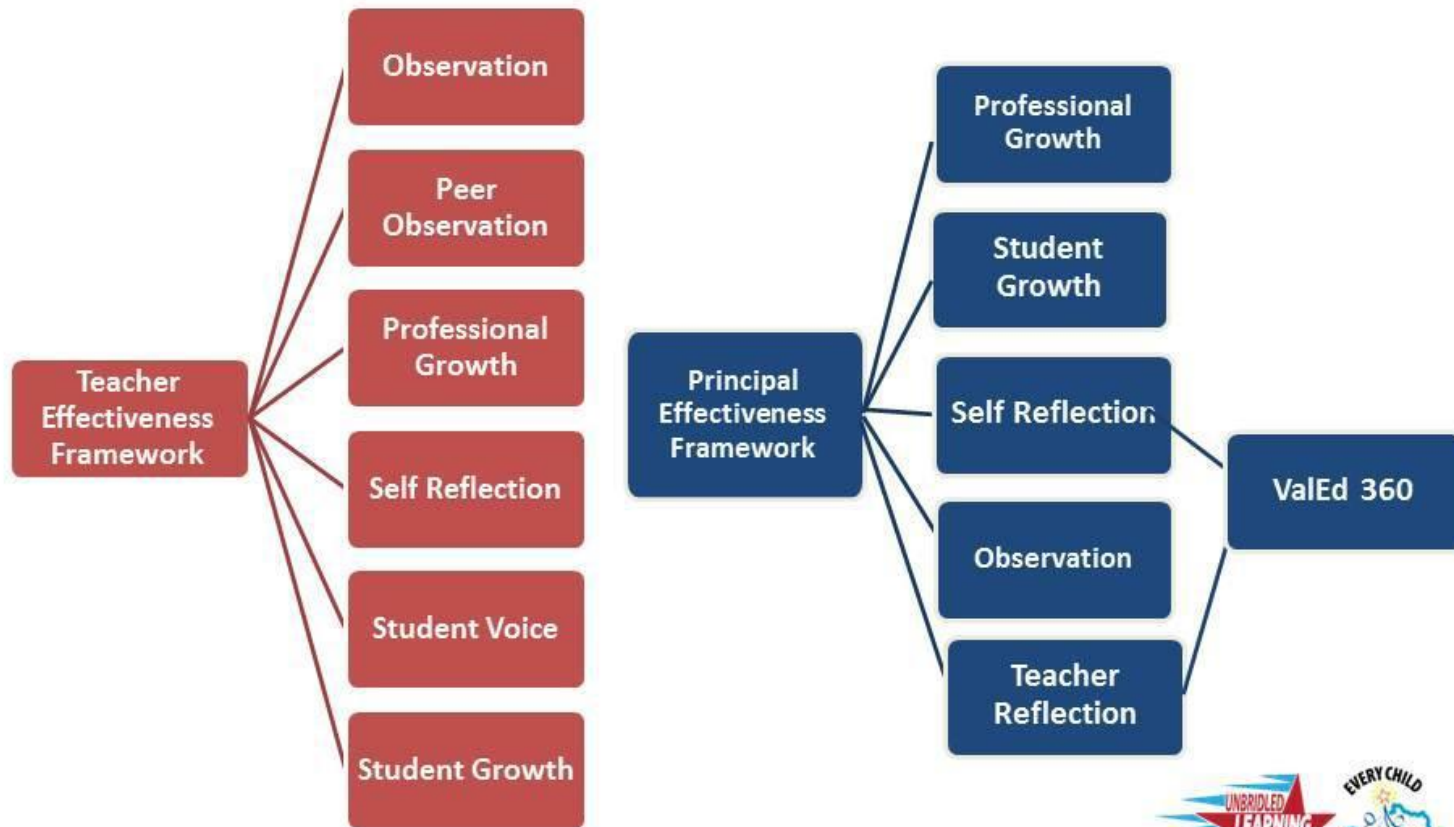 Teacher
Effectiveness
Framework
Observation
Peer
Observation
Professional
Growth
Self Reflection
Student Voice
Student Growth
Principal
Effectiveness
Framework
Professional
Growth
Student
Growth
Self Reflection
Observation
Teacher
Reflection
ValEd 360
UNBRIDLED
LEARNING
EVERY CHILD